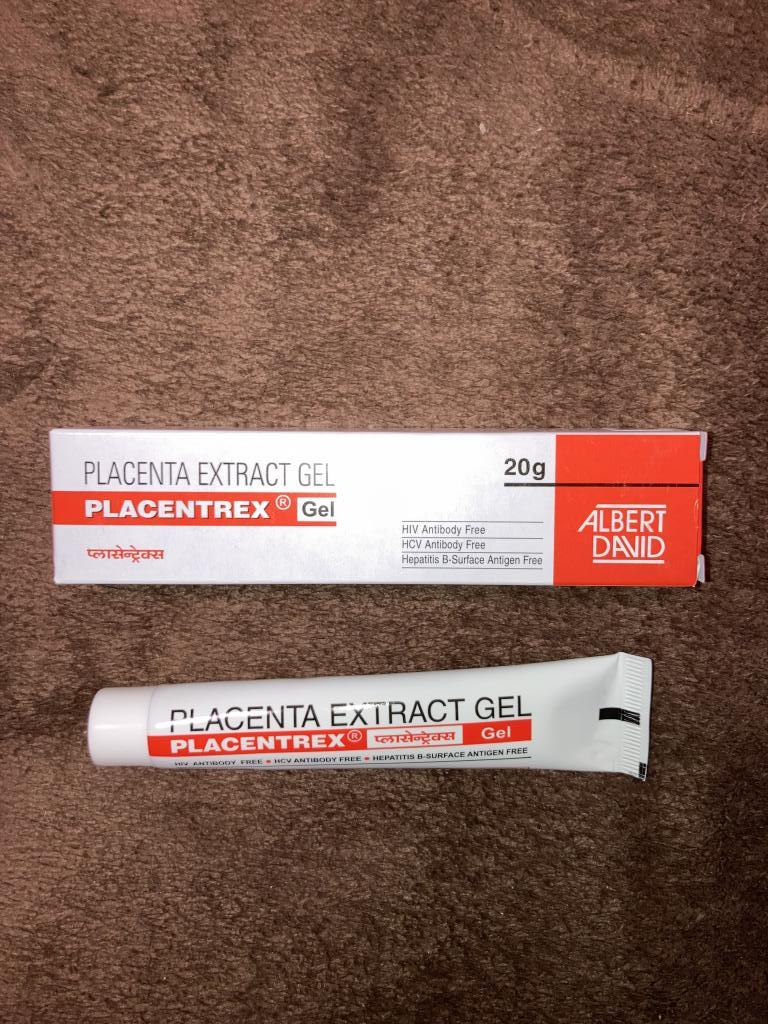 PLACENTA EXTRACT GEL
PLACENTREX® Gel
प्लासेन्ट्रेक्स
20g
HIV Antibody Free
HCV Antibody Free
Hepatitis B-Surface Antigen Free
ALBERT
DAVID
PLACENTA EXTRACT GEL
PLACENTREX® प्लासेन्ट्रेक्स Gel
HIV ANTIBODY FREE • HCV ANTIBODY FREE • HEPATITIS B-SURFACE ANTIGEN FREE